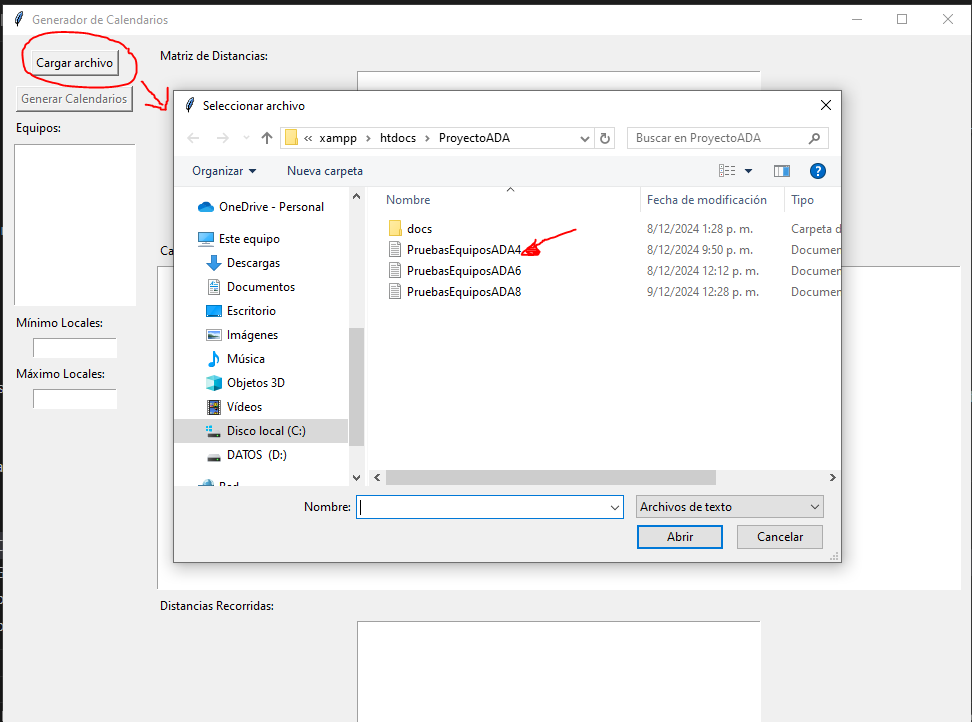 Generador de Calendarios
Cargar archivo
Matriz de Distancias:
Generar Calendarios
Equipos:
Seleccionar archivo
« xampp › htdocs › ProyectoADA
Buscar en ProyectoADA
Organizar
Nueva carpeta
OneDrive - Personal
Este equipo
Descargas
Documentos
Escritorio
Imágenes
Música
Objetos 3D
Vídeos
Disco local (C:)
DATOS (D:)
Red
Nombre Fecha de modificación Tipo
docs 8/12/2024 1:28 p. m. Carpeta d
PruebasEquiposADA4 8/12/2024 9:50 p. m. Documen
PruebasEquiposADA6 8/12/2024 12:12 p. m. Documen
PruebasEquiposADA8 9/12/2024 12:28 p. m. Documen
Nombre:
Archivos de texto
Abrir
Cancelar
Ca
Mínimo Locales:
Máximo Locales:
Distancias Recorridas: